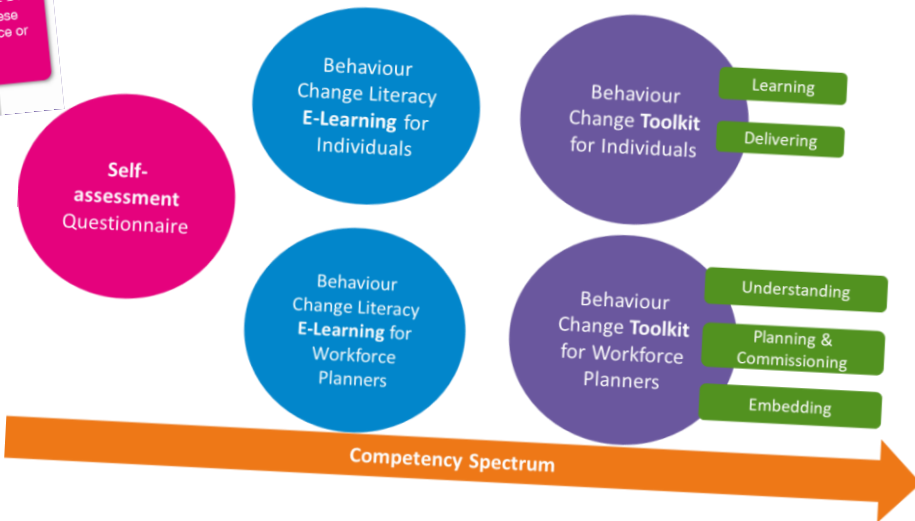 ese
ce or
Self-
assessment
Questionnaire
Behaviour
Change Literacy
E-Learning for
Individuals
Behaviour
Change Toolkit
for Individuals
Learning
Delivering
Behaviour
Change Literacy
E-Learning for
Workforce
Planners
Behaviour
Change Toolkit
for Workforce
Planners
Understanding
Planning &
Commissioning
Embedding
Competency Spectrum